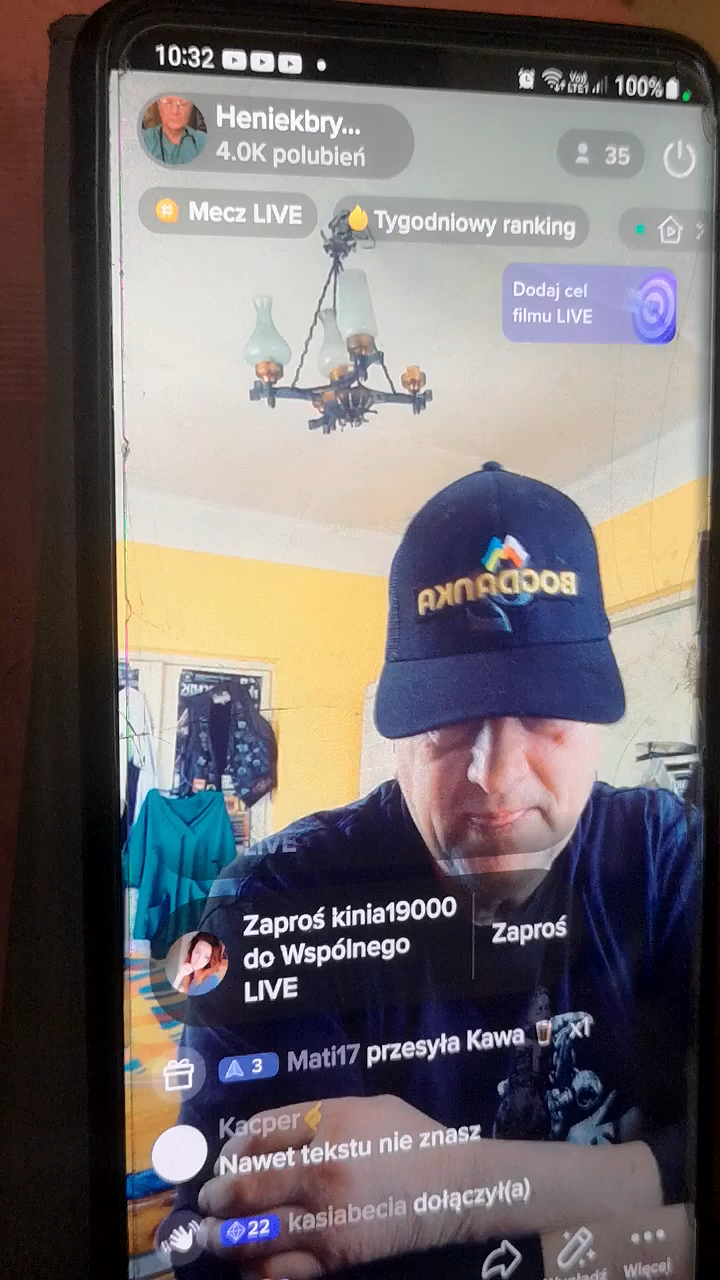 10:32
Vo)) LTE1 100%
Heniekbry...
4.0K polubień
35
Mecz LIVE
Tygodniowy ranking
Dodaj cel
filmu LIVE
BOGDANKA
LIVE
Zaproś kinia19000
do Wspólnego
LIVE
Zaproś
3 Mati17 przesyła Kawa x1
Kacper
Nawet tekstu nie znasz
22 kasiabecia dołączył(a)
Więcej